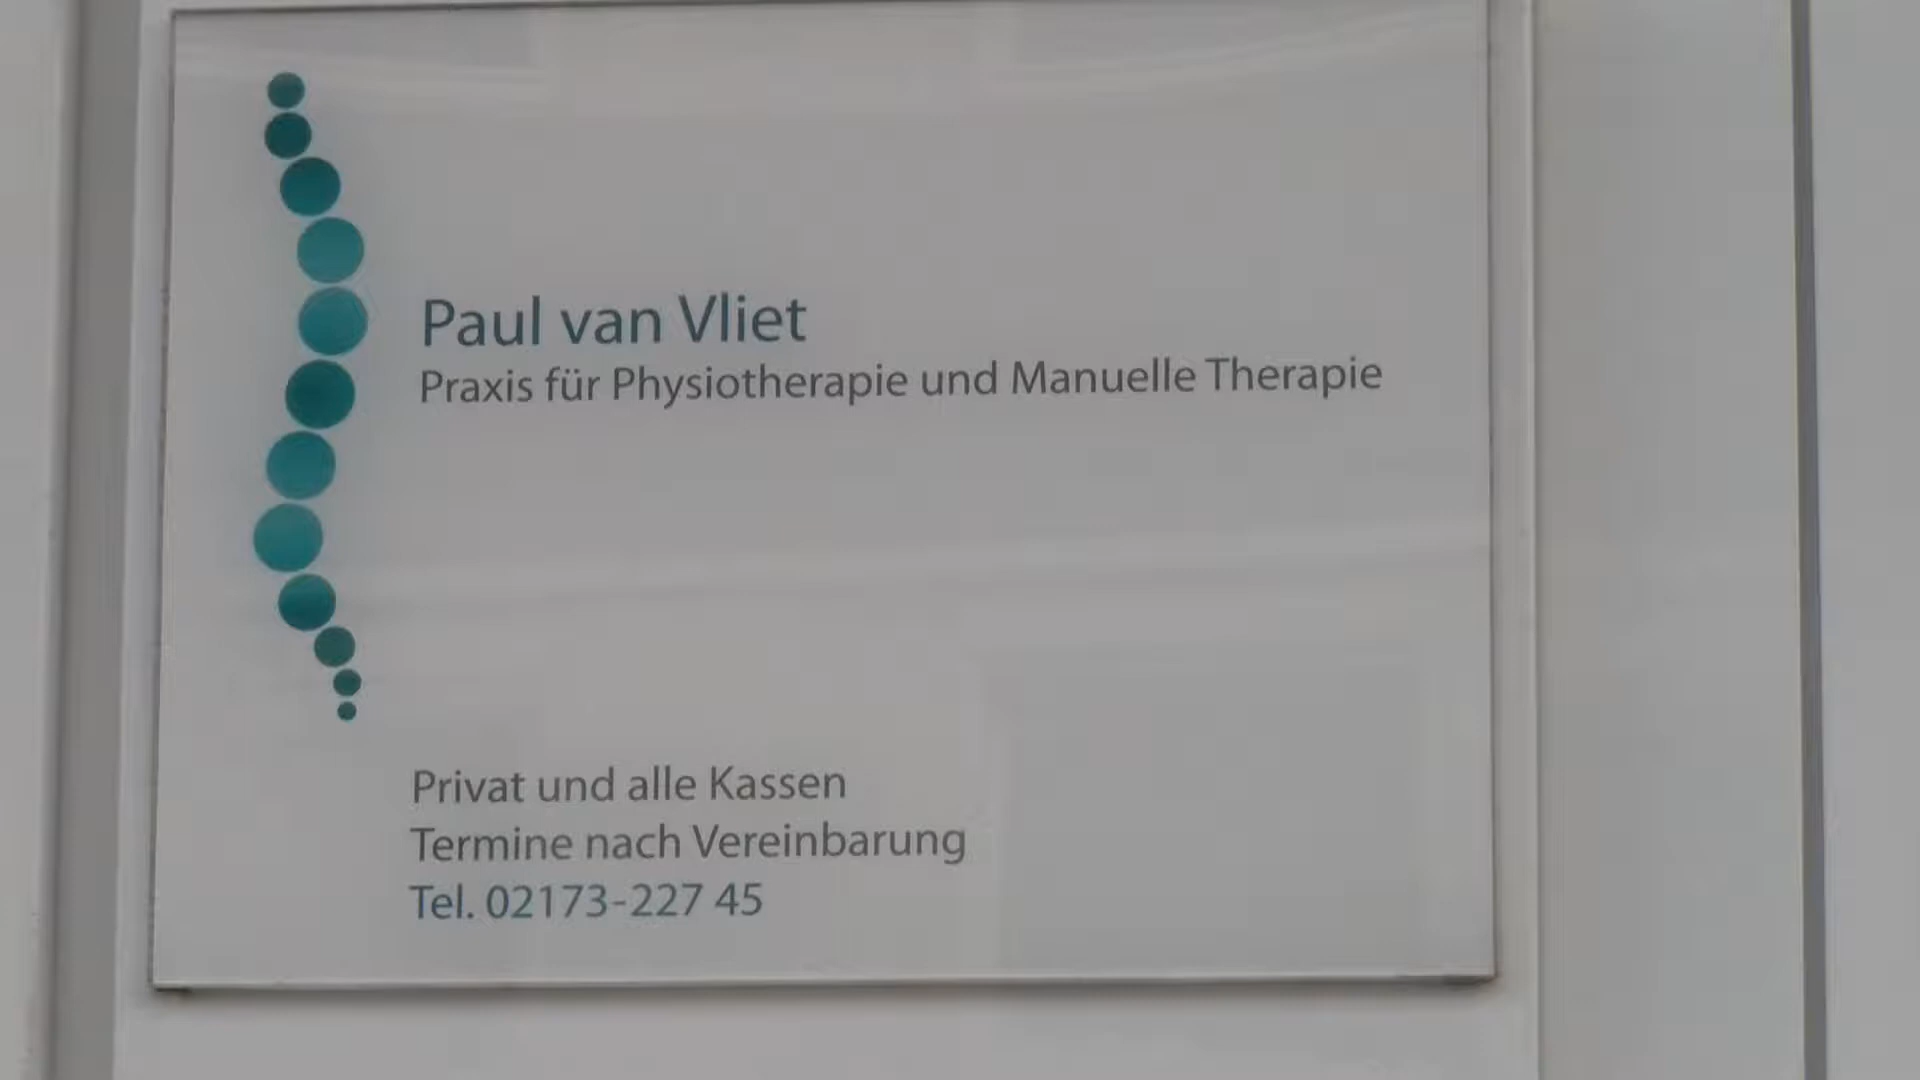 Paul van Vliet
Praxis für Physiotherapie und Manuelle Therapie
Privat und alle Kassen
Termine nach Vereinbarung
Tel. 02173-227 45